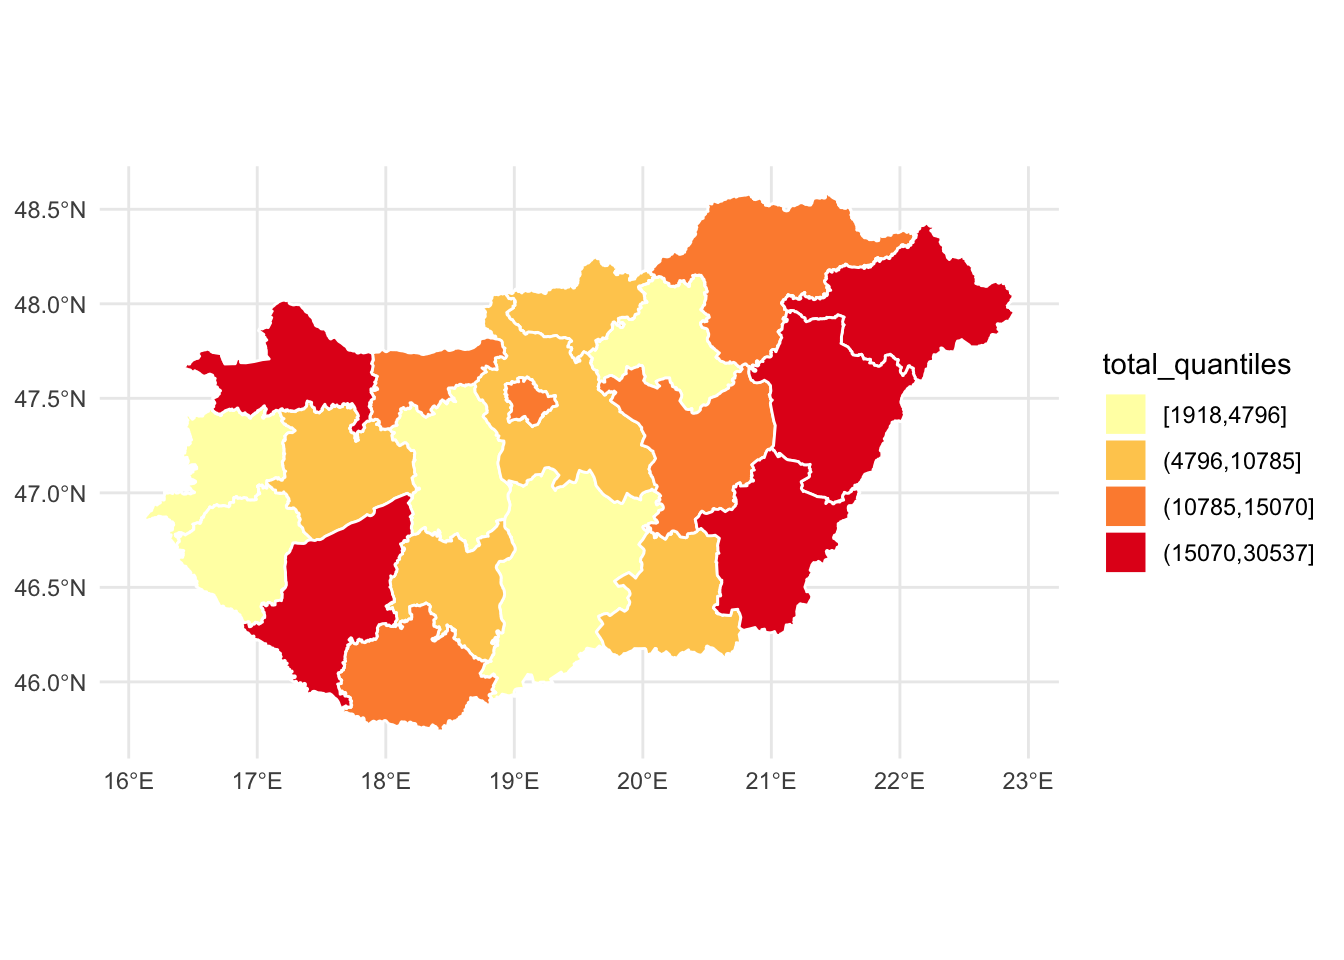 48.5°N
48.0°N
47.5°N
47.0°N
46.5°N
46.0°N
16°E 17°E 18°E 19°E 20°E 21°E 22°E 23°E
total_quantiles
[1918,4796]
(4796,10785]
(10785,15070]
(15070,30537]